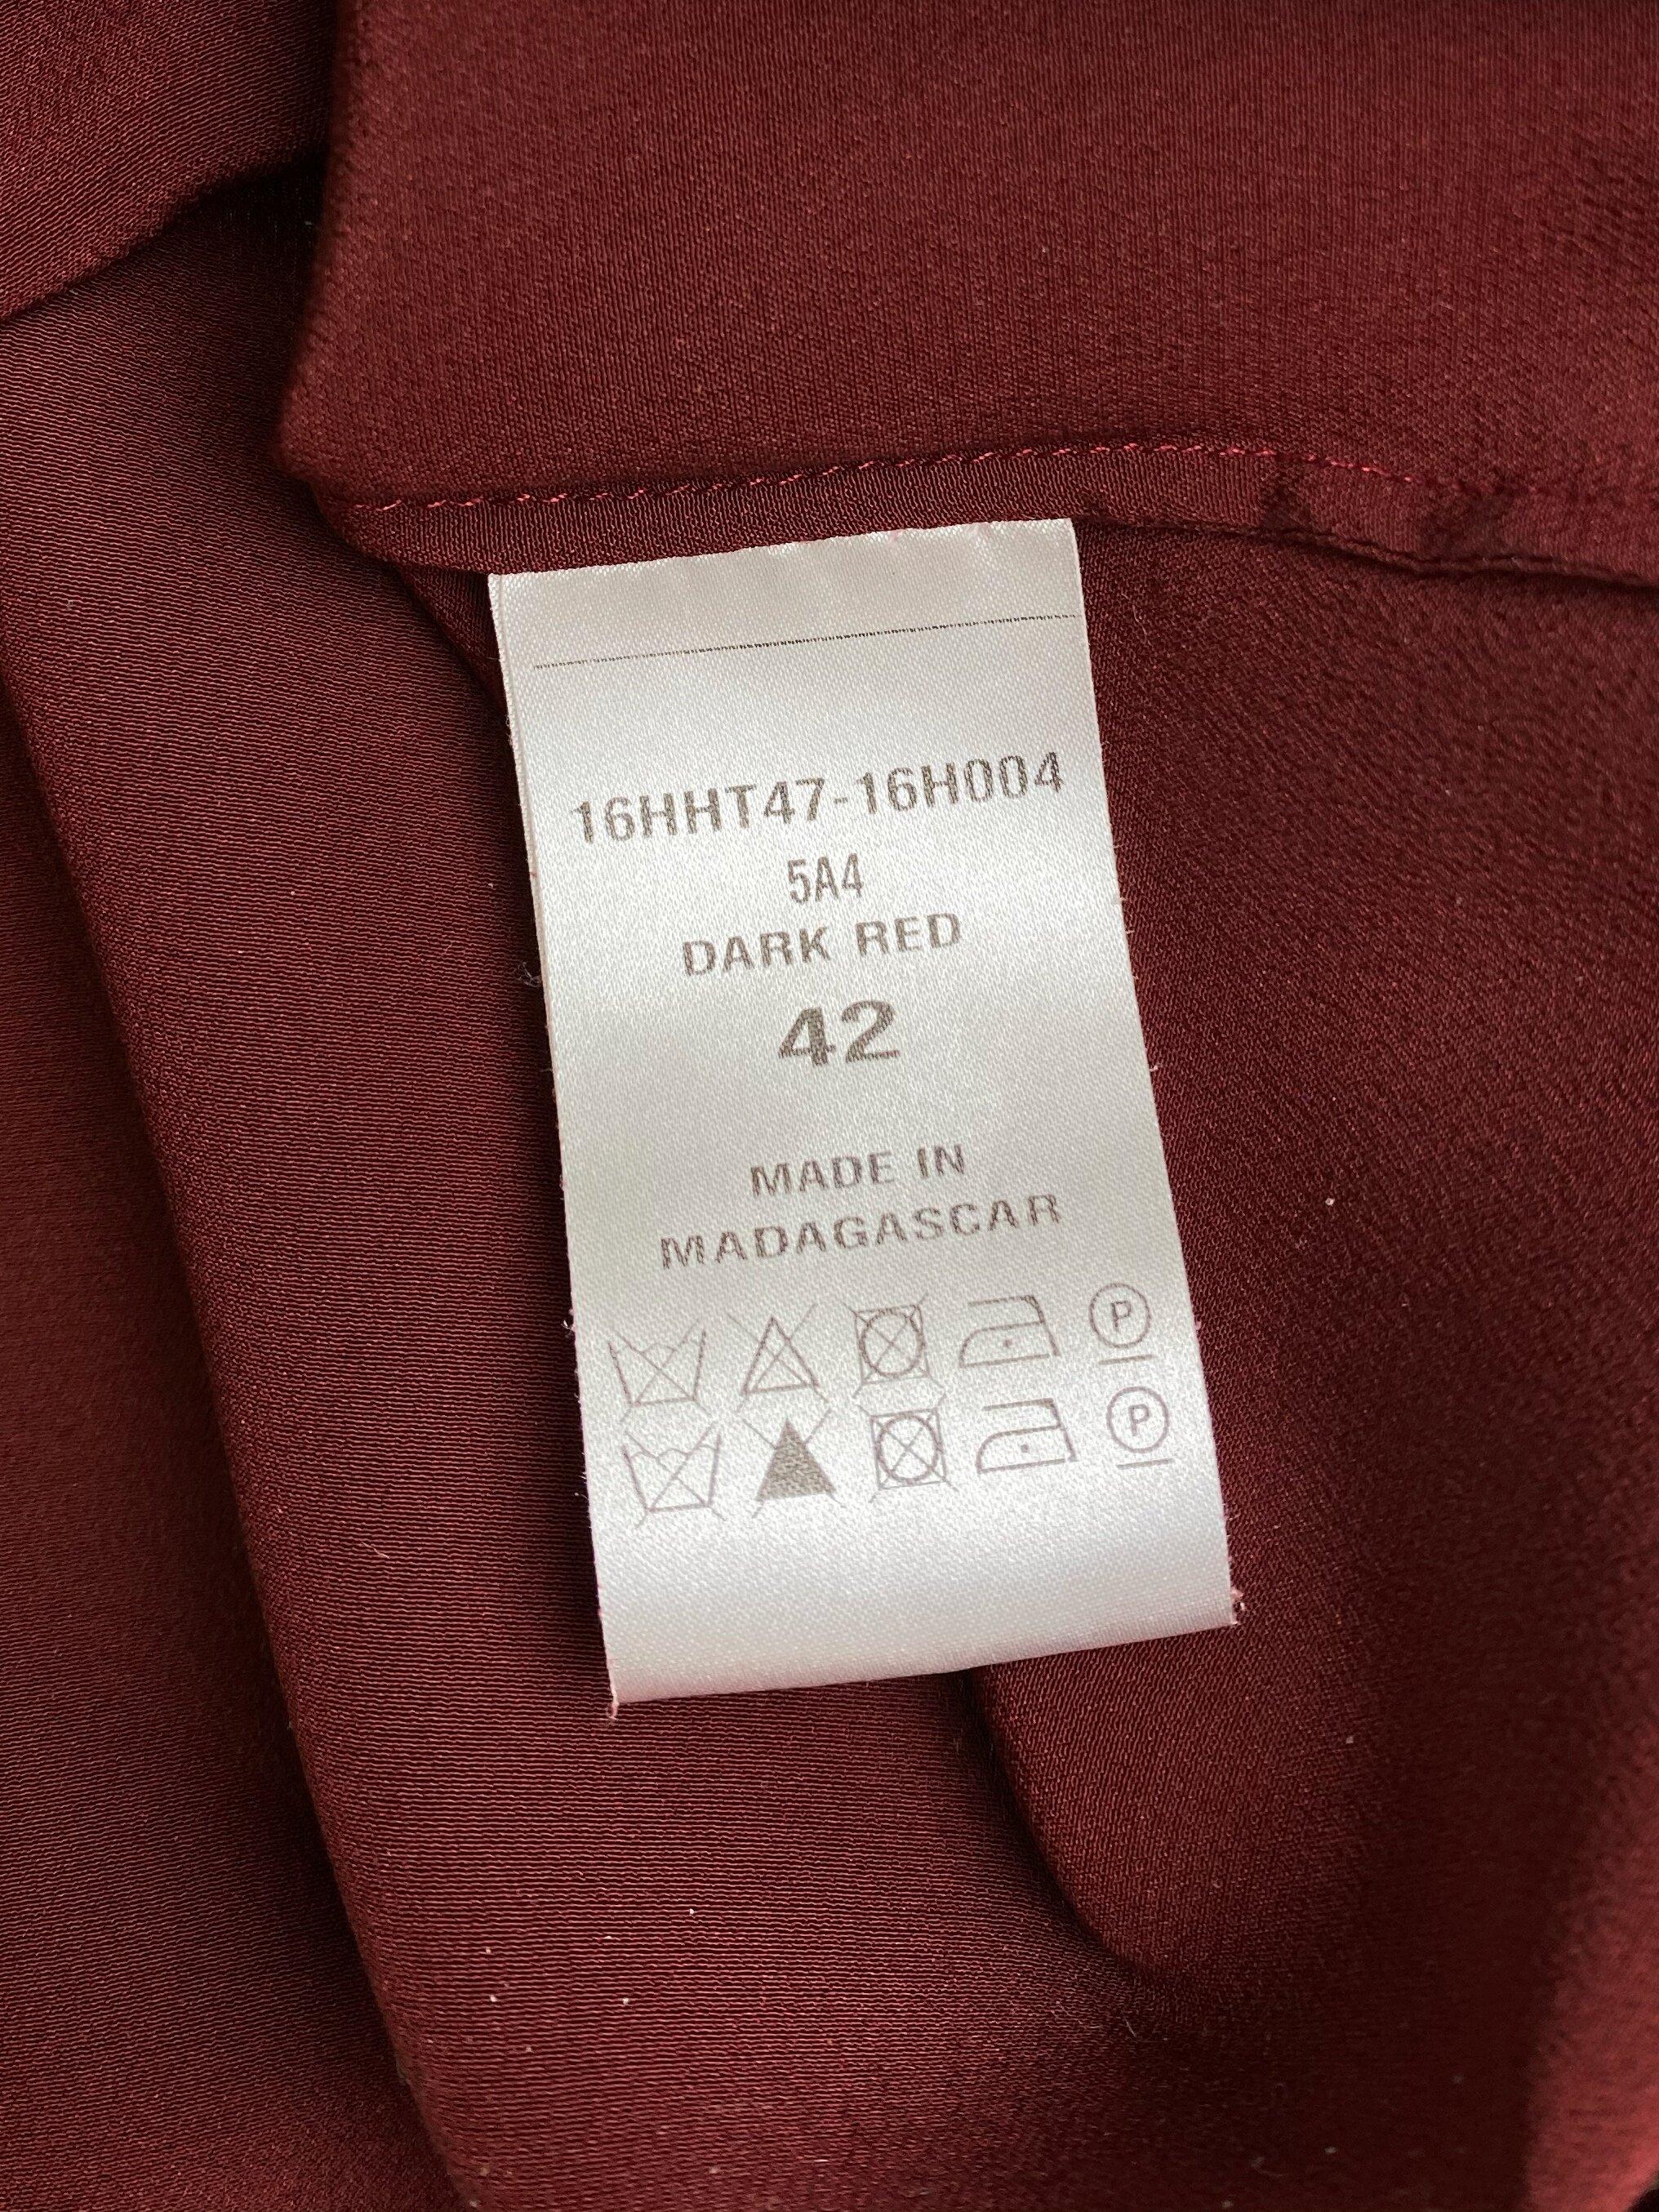 16HHT47-16H004
5A4
DARK RED
42
MADE IN
MADAGASCAR
P
P